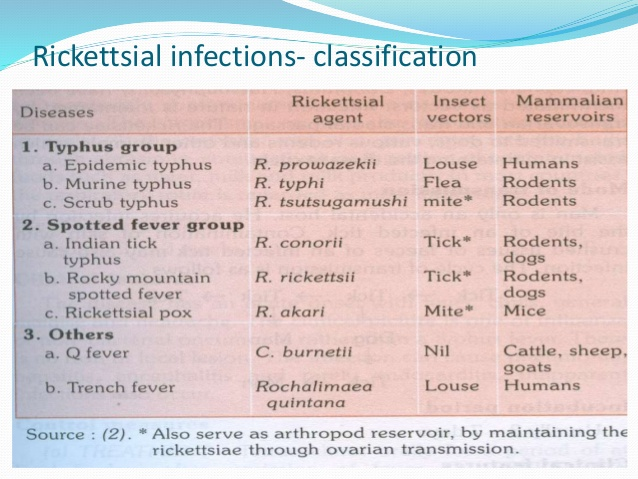 Rickettsial infections- classification
Diseases Rickettsial agent Insect vectors Mammalian reservoirs
1. Typhus group
a. Epidemic typhus R. prowazekii Louse Humans
b. Murine typhus R. typhi Flea Rodents
c. Scrub typhus R. tsutsugamushi mite* Rodents
2. Spotted fever group
a. Indian tick typhus R. conorii Tick* Rodents, dogs
b. Rocky mountain spotted fever R. rickettsii Tick* Rodents, dogs
c. Rickettsial pox R. akari Mite* Mice
3. Others
a. Q fever C. burnetii Nil Cattle, sheep, goats
b. Trench fever Rochalimaea quintana Louse Humans
Source : (2). * Also serve as arthropod reservoir, by maintaining the
rickettsiae through ovarian transmission.